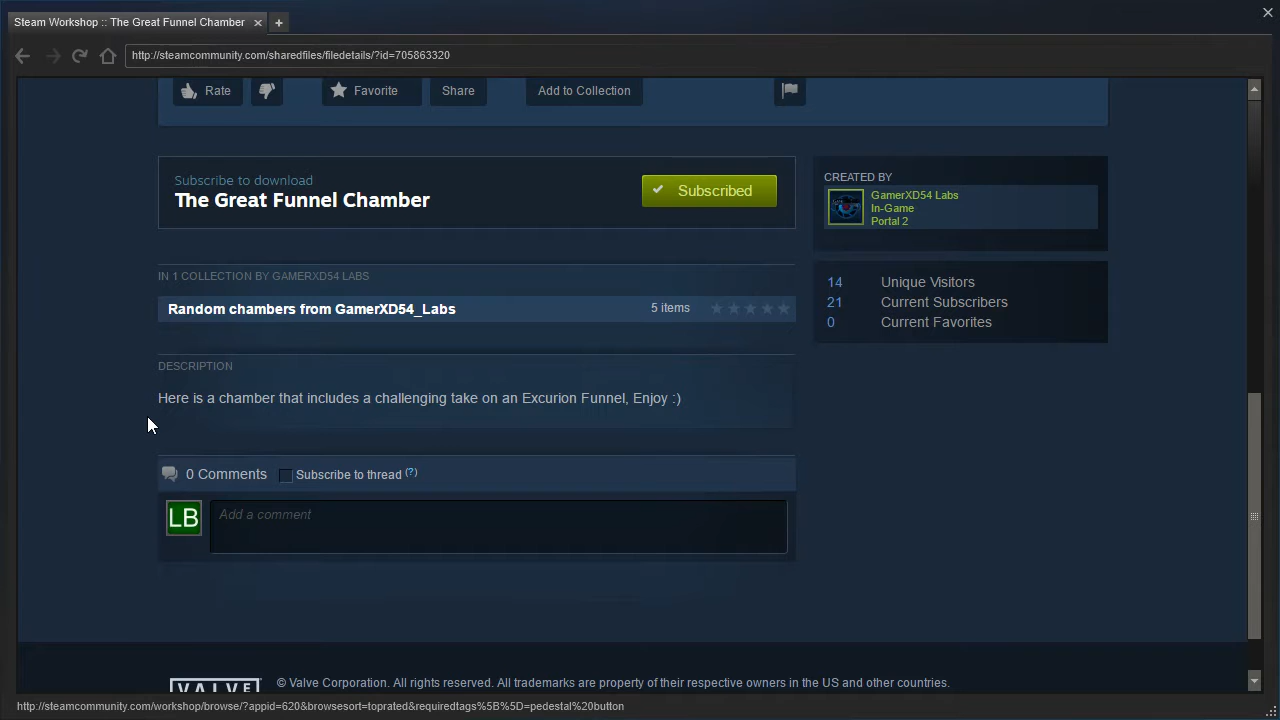 Steam Workshop :: The Great Funnel Chamber
http://steamcommunity.com/sharedfiles/filedetails/?id=705863320
Rate
Favorite
Share
Add to Collection
Subscribe to download
The Great Funnel Chamber
Subscribed
CREATED BY
GamerXD54 Labs
In-Game
Portal 2
IN 1 COLLECTION BY GAMERXD54 LABS
Random chambers from GamerXD54_Labs 5 items
14 Unique Visitors
21 Current Subscribers
0 Current Favorites
DESCRIPTION
Here is a chamber that includes a challenging take on an Excurion Funnel, Enjoy :)
0 Comments Subscribe to thread (?)
LB
Add a comment
VALVE
© Valve Corporation. All rights reserved. All trademarks are property of their respective owners in the US and other countries.
http://steamcommunity.com/workshop/browse/?appid=620&browsesort=toprated&requiredtags%5B%5D=pedestal%20button